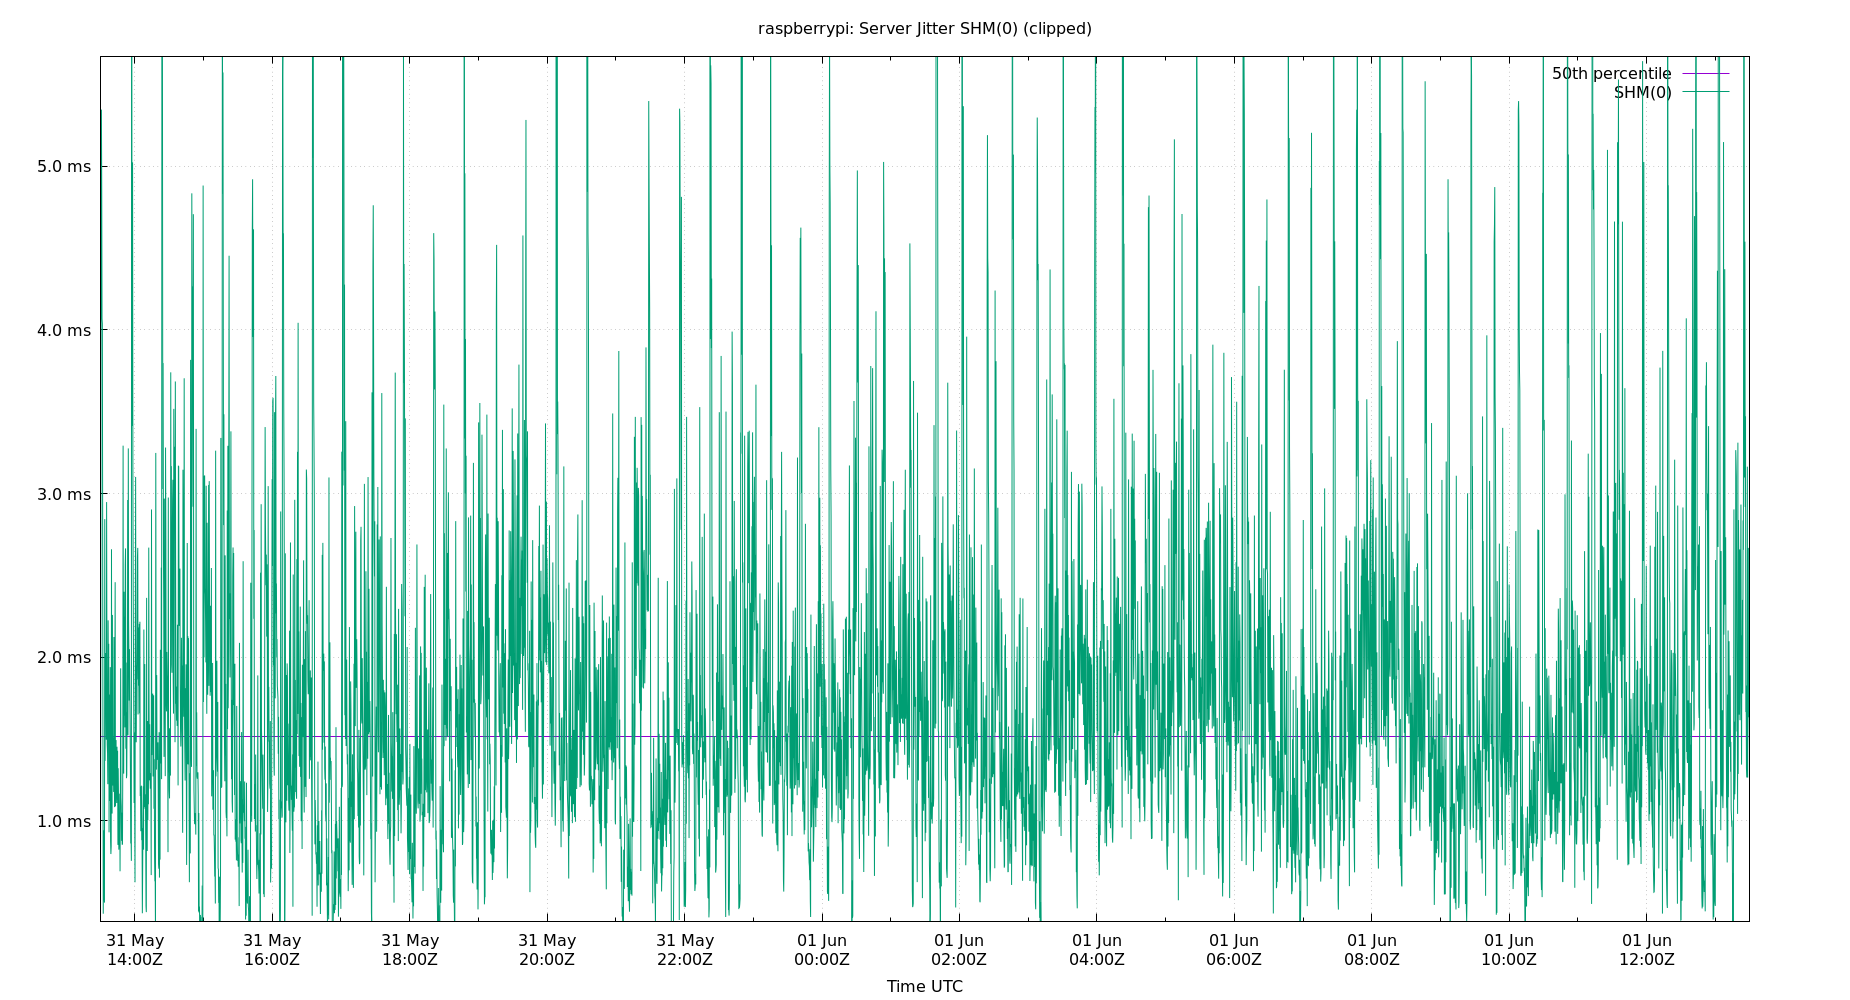 raspberrypi: Server Jitter SHM(0) (clipped)
50th percentile
SHM(0)
5.0 ms
4.0 ms
3.0 ms
2.0 ms
1.0 ms
31 May 31 May 31 May 31 May 31 May 01 Jun 01 Jun 01 Jun 01 Jun 01 Jun 01 Jun 01 Jun
14:00Z 16:00Z 18:00Z 20:00Z 22:00Z 00:00Z 02:00Z 04:00Z 06:00Z 08:00Z 10:00Z 12:00Z
Time UTC